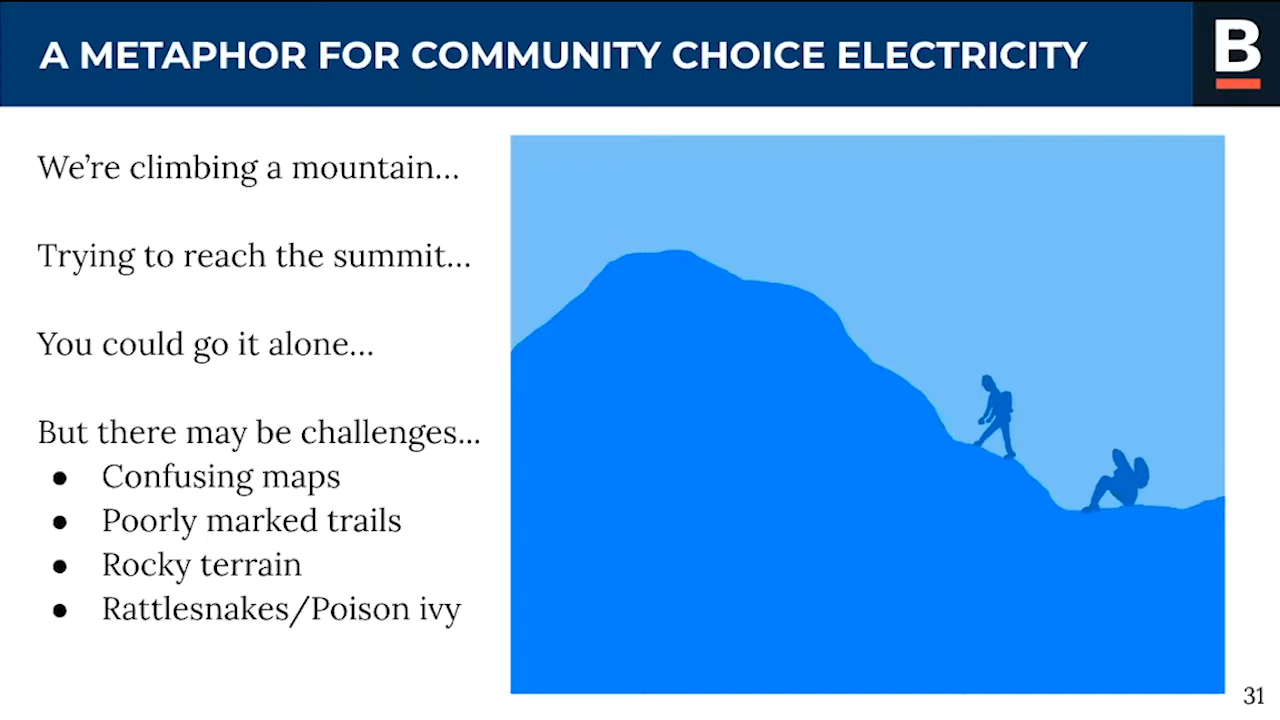 A METAPHOR FOR COMMUNITY CHOICE ELECTRICITY
B
We’re climbing a mountain…
Trying to reach the summit…
You could go it alone…
But there may be challenges...
● Confusing maps
● Poorly marked trails
● Rocky terrain
● Rattlesnakes/Poison ivy
31